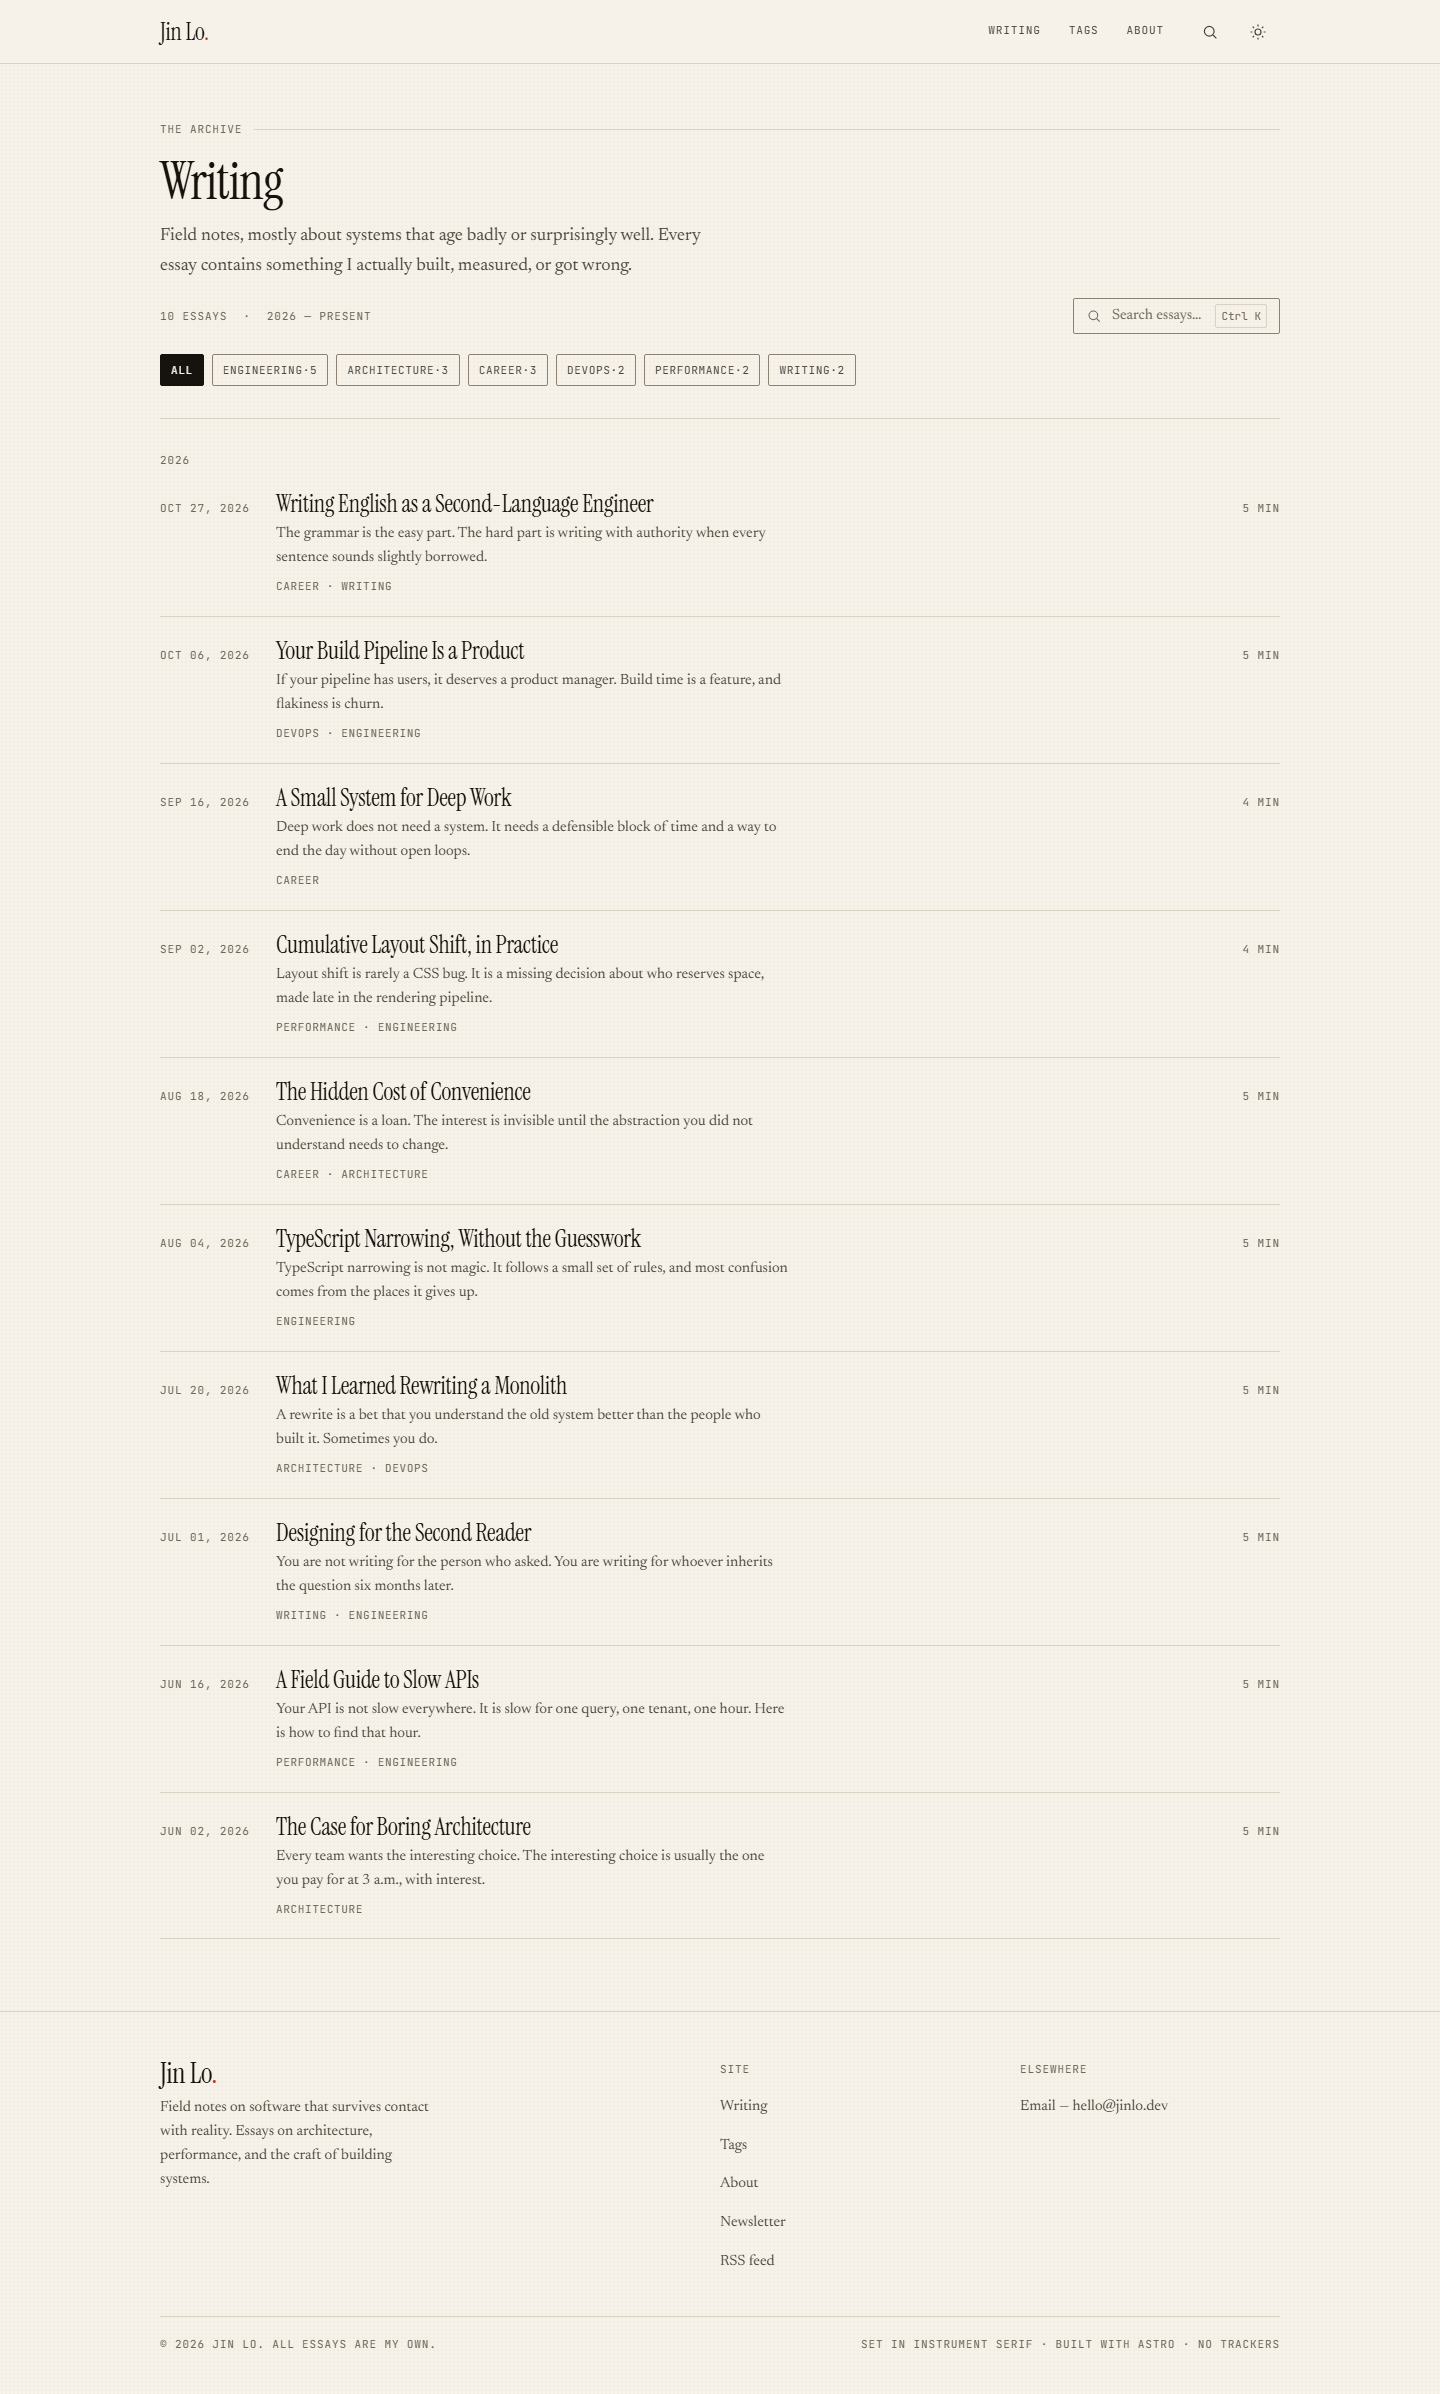 Jin Lo.
WRITING TAGS ABOUT
THE ARCHIVE
Writing
Field notes, mostly about systems that age badly or surprisingly well. Every
essay contains something I actually built, measured, or got wrong.
10 ESSAYS · 2026 — PRESENT
Search essays... Ctrl K
ALL ENGINEERING·5 ARCHITECTURE·3 CAREER·3 DEVOPS·2 PERFORMANCE·2 WRITING·2
2026
OCT 27, 2026
Writing English as a Second-Language Engineer
5 MIN
The grammar is the easy part. The hard part is writing with authority when every
sentence sounds slightly borrowed.
CAREER · WRITING
OCT 06, 2026
Your Build Pipeline Is a Product
5 MIN
If your pipeline has users, it deserves a product manager. Build time is a feature, and
flakiness is churn.
DEVOPS · ENGINEERING
SEP 16, 2026
A Small System for Deep Work
4 MIN
Deep work does not need a system. It needs a defensible block of time and a way to
end the day without open loops.
CAREER
SEP 02, 2026
Cumulative Layout Shift, in Practice
4 MIN
Layout shift is rarely a CSS bug. It is a missing decision about who reserves space,
made late in the rendering pipeline.
PERFORMANCE · ENGINEERING
AUG 18, 2026
The Hidden Cost of Convenience
5 MIN
Convenience is a loan. The interest is invisible until the abstraction you did not
understand needs to change.
CAREER · ARCHITECTURE
AUG 04, 2026
TypeScript Narrowing, Without the Guesswork
5 MIN
TypeScript narrowing is not magic. It follows a small set of rules, and most confusion
comes from the places it gives up.
ENGINEERING
JUL 20, 2026
What I Learned Rewriting a Monolith
5 MIN
A rewrite is a bet that you understand the old system better than the people who
built it. Sometimes you do.
ARCHITECTURE · DEVOPS
JUL 01, 2026
Designing for the Second Reader
5 MIN
You are not writing for the person who asked. You are writing for whoever inherits
the question six months later.
WRITING · ENGINEERING
JUN 16, 2026
A Field Guide to Slow APIs
5 MIN
Your API is not slow everywhere. It is slow for one query, one tenant, one hour. Here
is how to find that hour.
PERFORMANCE · ENGINEERING
JUN 02, 2026
The Case for Boring Architecture
5 MIN
Every team wants the interesting choice. The interesting choice is usually the one
you pay for at 3 a.m., with interest.
ARCHITECTURE
Jin Lo.
Field notes on software that survives contact
with reality. Essays on architecture,
performance, and the craft of building
systems.
SITE
Writing
Tags
About
Newsletter
RSS feed
ELSEWHERE
Email — hello@jinlo.dev
© 2026 JIN LO. ALL ESSAYS ARE MY OWN.
SET IN INSTRUMENT SERIF · BUILT WITH ASTRO · NO TRACKERS